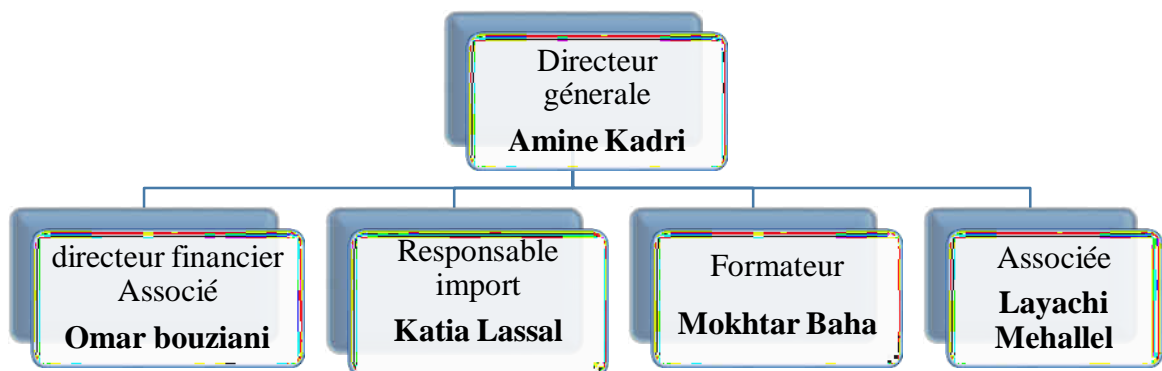 Directeur
génerale
Amine Kadri
directeur financier
Associé
Omar bouziani
Responsable
import
Katia Lassal
Formateur
Mokhtar Baha
Associée
Layachi
Mehallel